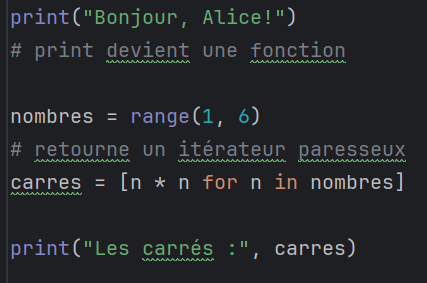 print("Bonjour, Alice!")
# print devient une fonction
nombres = range(1, 6)
# retourne un itérateur paresseux
carres = [n * n for n in nombres]
print("Les carrés :", carres)